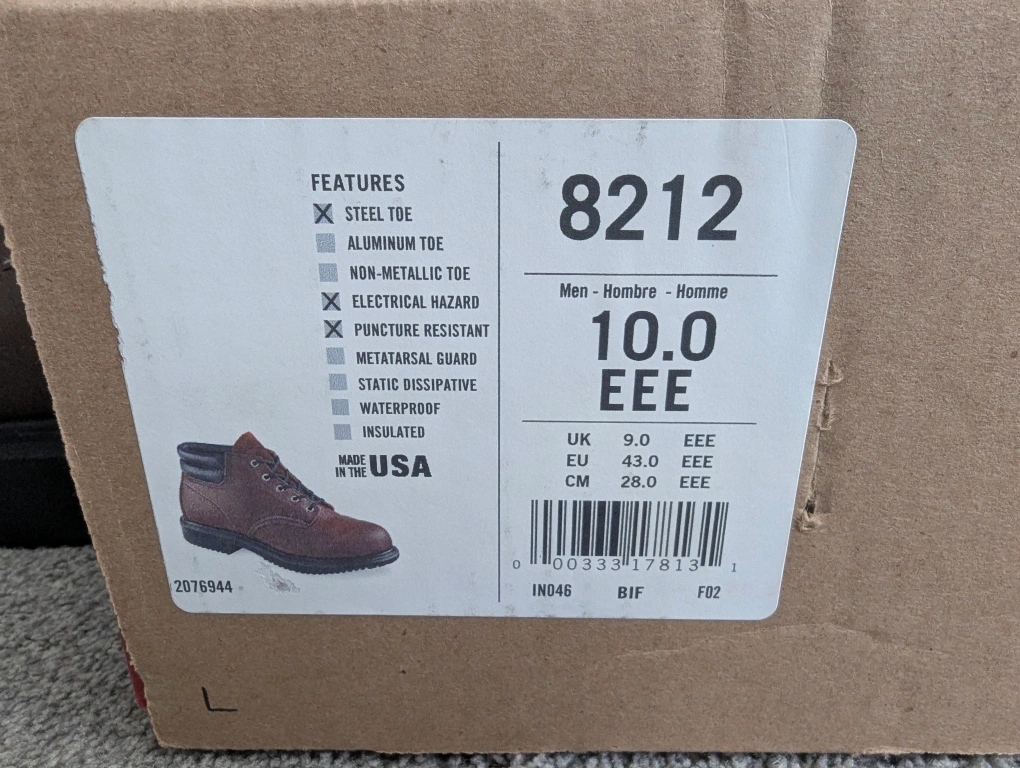 FEATURES
STEEL TOE
ALUMINUM TOE
NON-METALLIC TOE
ELECTRICAL HAZARD
PUNCTURE RESISTANT
METATARSAL GUARD
STATIC DISSIPATIVE
WATERPROOF
INSULATED
MADE IN THE USA
2076944
8212
Men - Hombre - Homme
10.0
EEE
UK 9.0 EEE
EU 43.0 EEE
CM 28.0 EEE
0 00333 17813 1
IN046 BIF F02
L